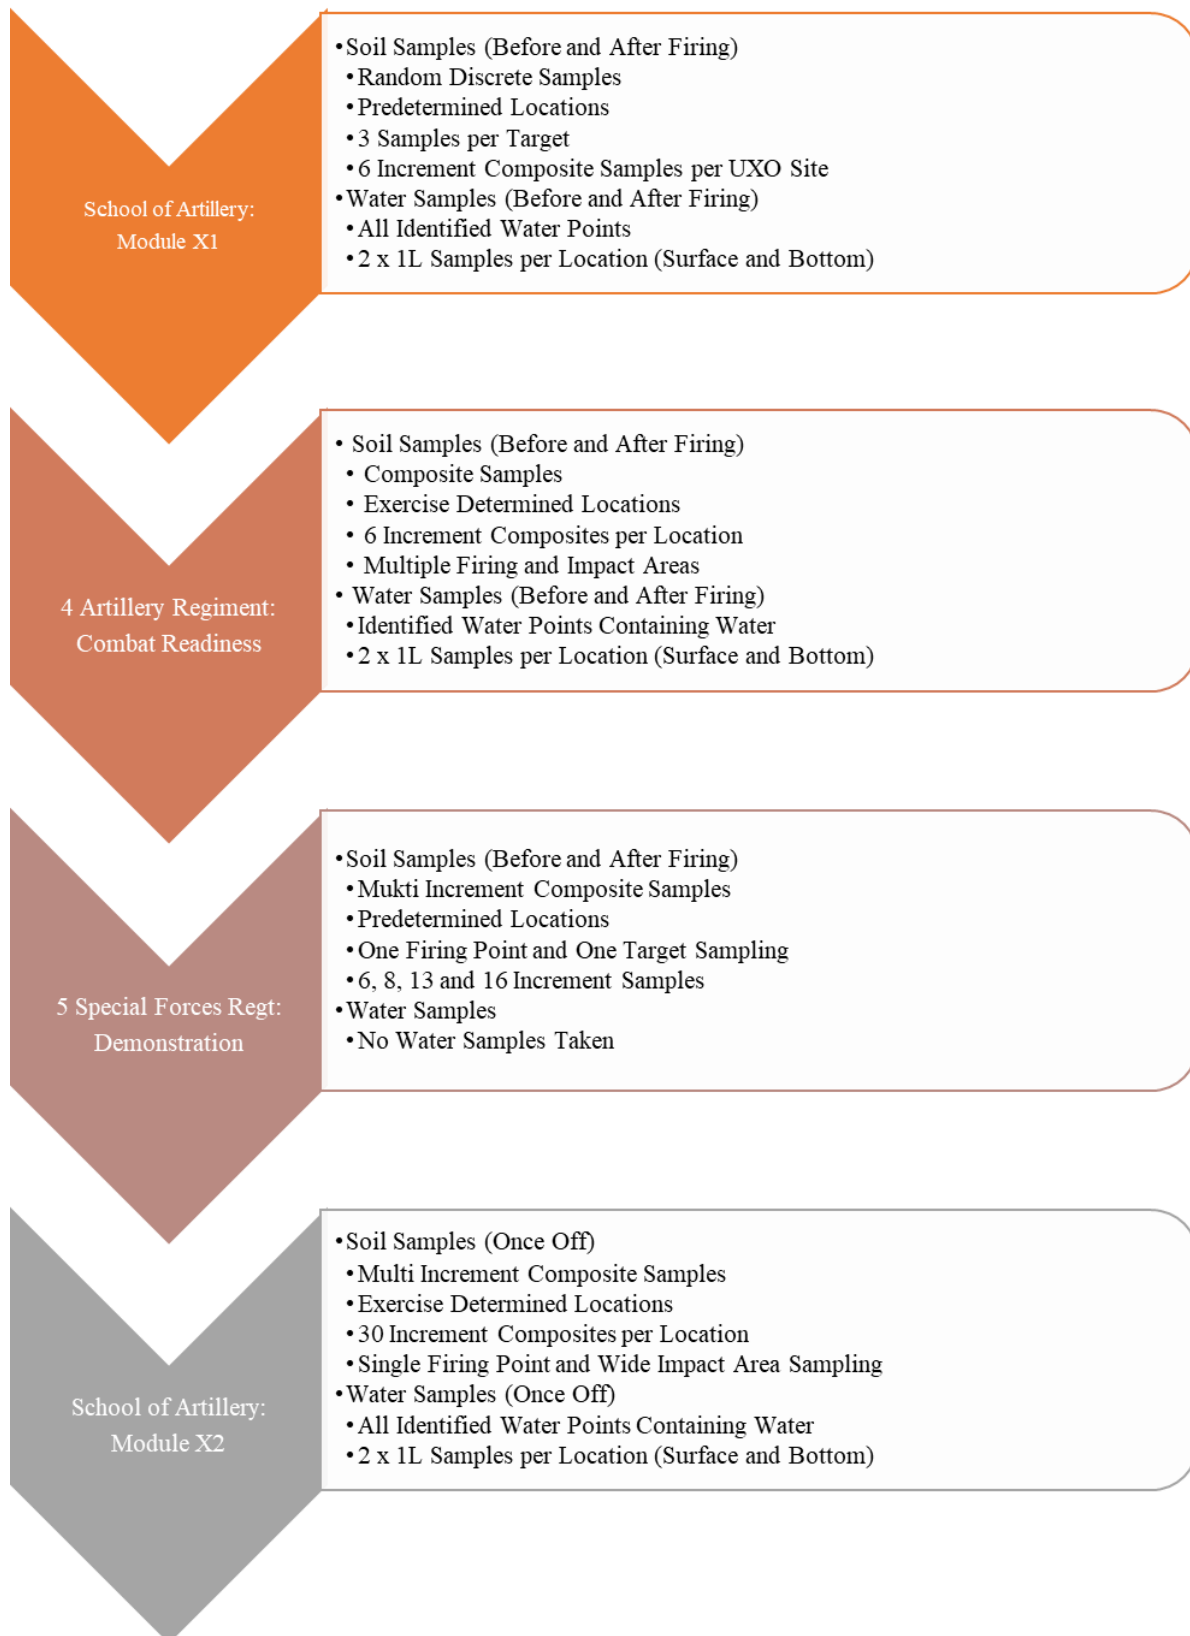 School of Artillery:
Module X1
•Soil Samples (Before and After Firing)
•Random Discrete Samples
•Predetermined Locations
•3 Samples per Target
•6 Increment Composite Samples per UXO Site
•Water Samples (Before and After Firing)
•All Identified Water Points
•2 x 1L Samples per Location (Surface and Bottom)
4 Artillery Regiment:
Combat Readiness
• Soil Samples (Before and After Firing)
• Composite Samples
• Exercise Determined Locations
• 6 Increment Composites per Location
• Multiple Firing and Impact Areas
• Water Samples (Before and After Firing)
•Identified Water Points Containing Water
•2 x 1L Samples per Location (Surface and Bottom)
5 Special Forces Regt:
Demonstration
•Soil Samples (Before and After Firing)
•Mukti Increment Composite Samples
•Predetermined Locations
•One Firing Point and One Target Sampling
•6, 8, 13 and 16 Increment Samples
•Water Samples
•No Water Samples Taken
School of Artillery:
Module X2
•Soil Samples (Once Off)
•Multi Increment Composite Samples
•Exercise Determined Locations
•30 Increment Composites per Location
•Single Firing Point and Wide Impact Area Sampling
•Water Samples (Once Off)
•All Identified Water Points Containing Water
•2 x 1L Samples per Location (Surface and Bottom)